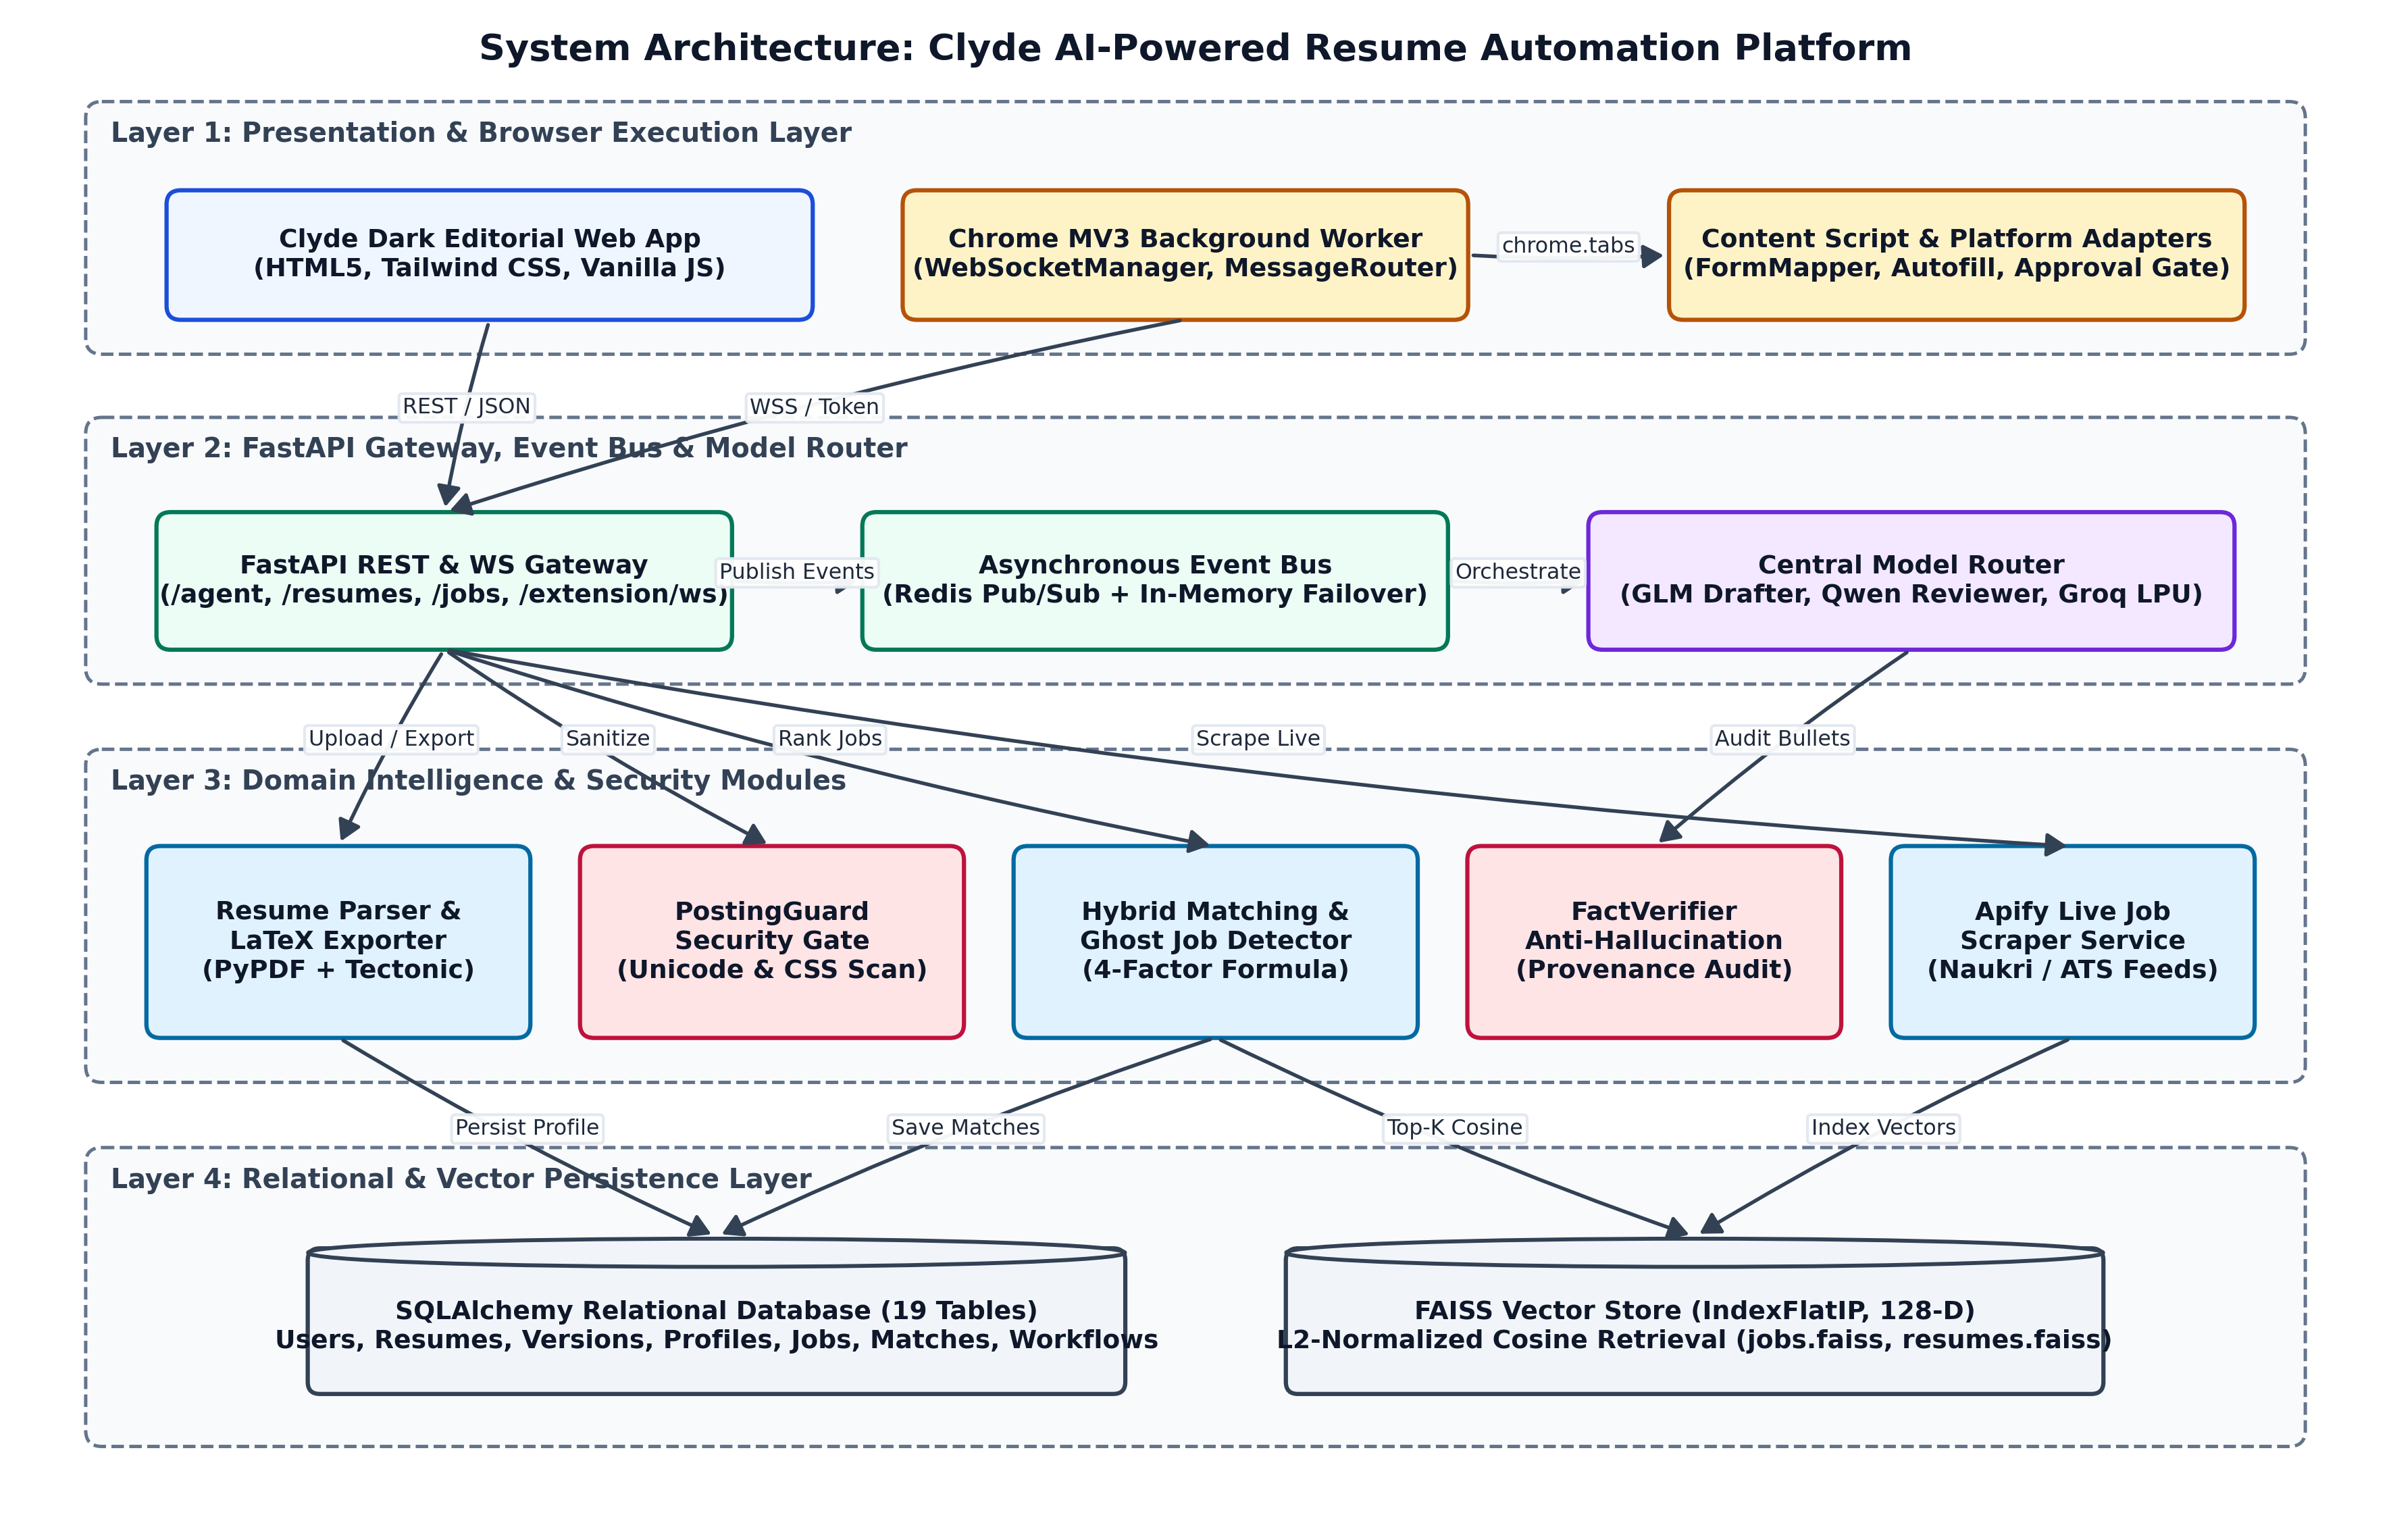 System Architecture: Clyde AI-Powered Resume Automation Platform
Layer 1: Presentation & Browser Execution Layer
Clyde Dark Editorial Web App
(HTML5, Tailwind CSS, Vanilla JS)
Chrome MV3 Background Worker
(WebSocketManager, MessageRouter)
chrome.tabs
Content Script & Platform Adapters
(FormMapper, Autofill, Approval Gate)
REST / JSON
WSS / Token
Layer 2: FastAPI Gateway, Event Bus & Model Router
FastAPI REST & WS Gateway
(/agent, /resumes, /jobs, /extension/ws)
Publish Events
Asynchronous Event Bus
(Redis Pub/Sub + In-Memory Failover)
Orchestrate
Central Model Router
(GLM Drafter, Qwen Reviewer, Groq LPU)
Upload / Export
Sanitize
Rank Jobs
Scrape Live
Audit Bullets
Layer 3: Domain Intelligence & Security Modules
Resume Parser &
LaTeX Exporter
(PyPDF + Tectonic)
PostingGuard
Security Gate
(Unicode & CSS Scan)
Hybrid Matching &
Ghost Job Detector
(4-Factor Formula)
FactVerifier
Anti-Hallucination
(Provenance Audit)
Apify Live Job
Scraper Service
(Naukri / ATS Feeds)
Persist Profile
Save Matches
Top-K Cosine
Index Vectors
Layer 4: Relational & Vector Persistence Layer
SQLAlchemy Relational Database (19 Tables)
Users, Resumes, Versions, Profiles, Jobs, Matches, Workflows
FAISS Vector Store (IndexFlatIP, 128-D)
L2-Normalized Cosine Retrieval (jobs.faiss, resumes.faiss)